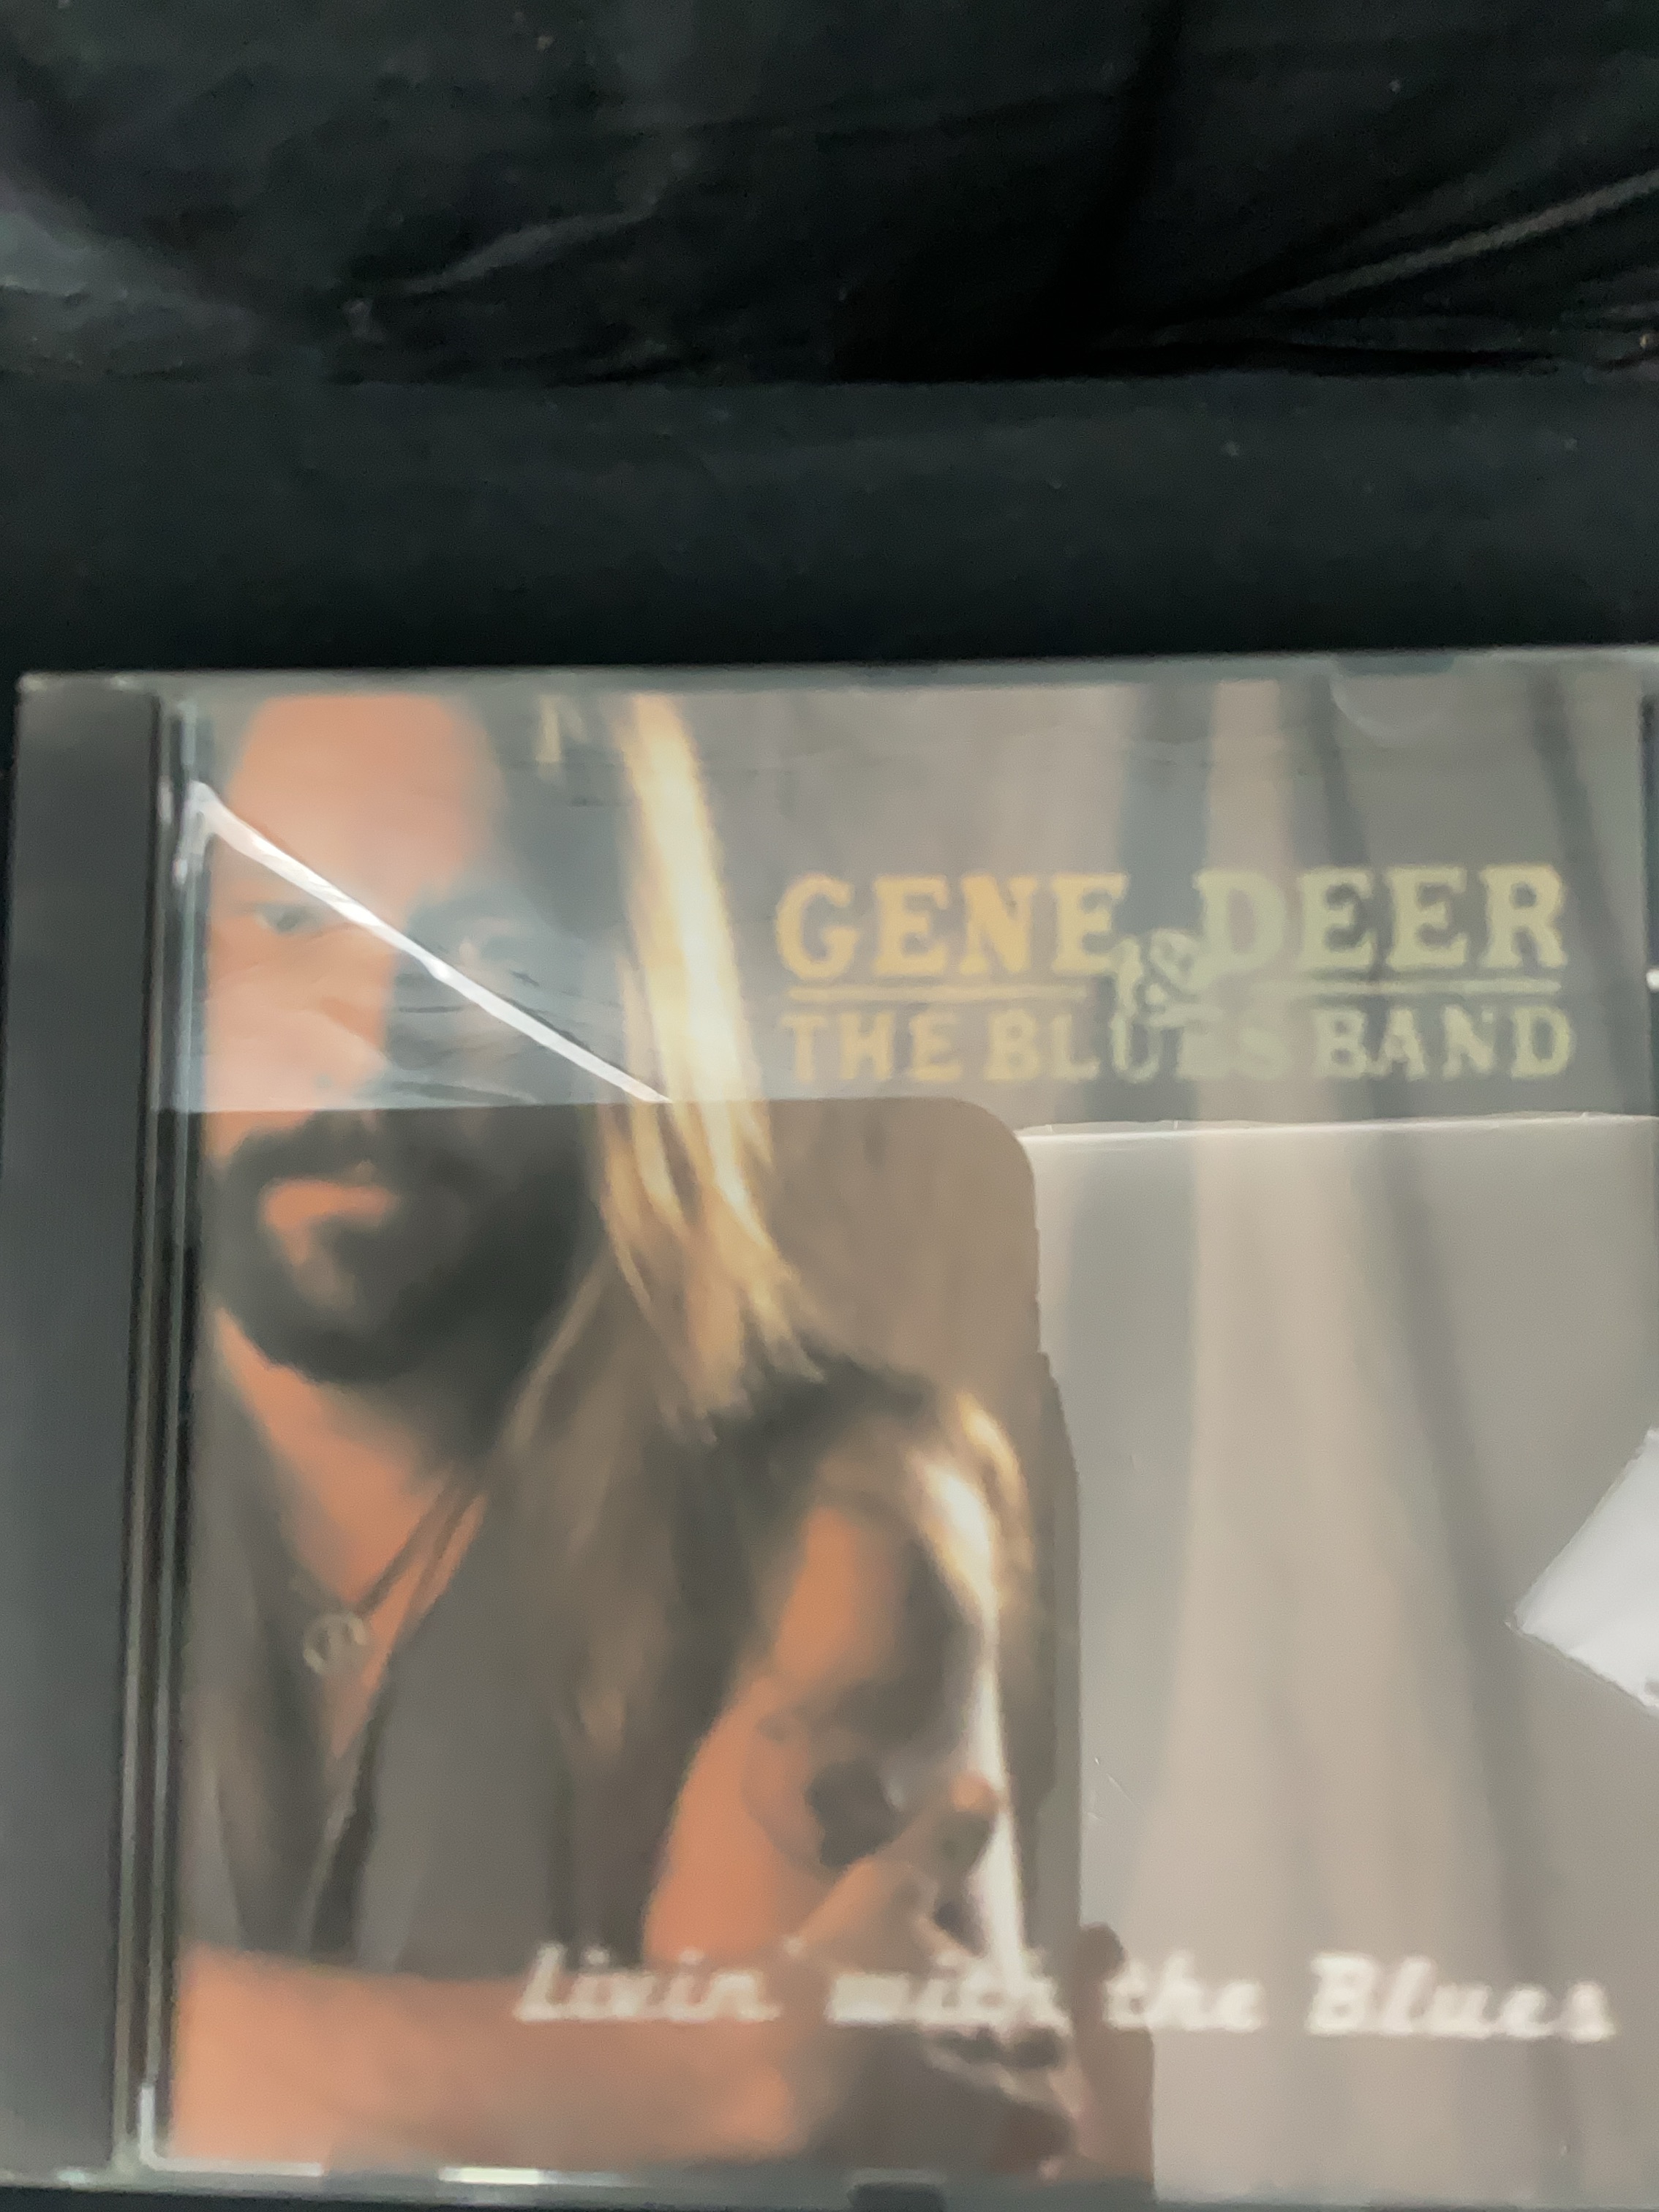 GENE DEER
&
THE BLUES BAND
Livin' with the Blues